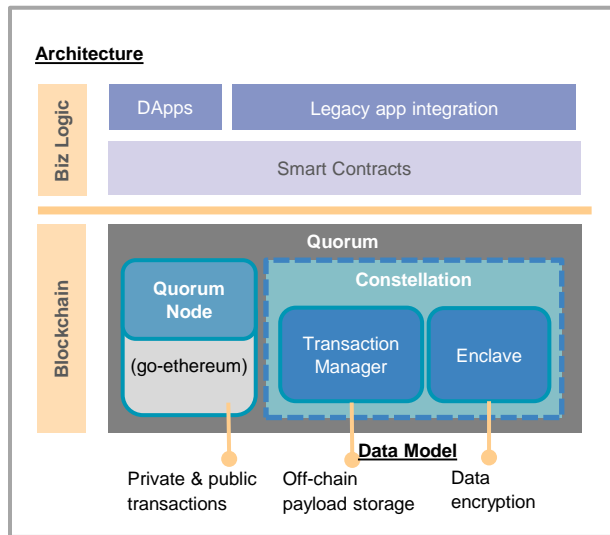 Architecture
Biz Logic
DApps
Legacy app integration
Smart Contracts
Blockchain
Quorum
Quorum
Node
(go-ethereum)
Constellation
Transaction
Manager
Enclave
Data Model
Private & public
transactions
Off-chain
payload storage
Data
encryption